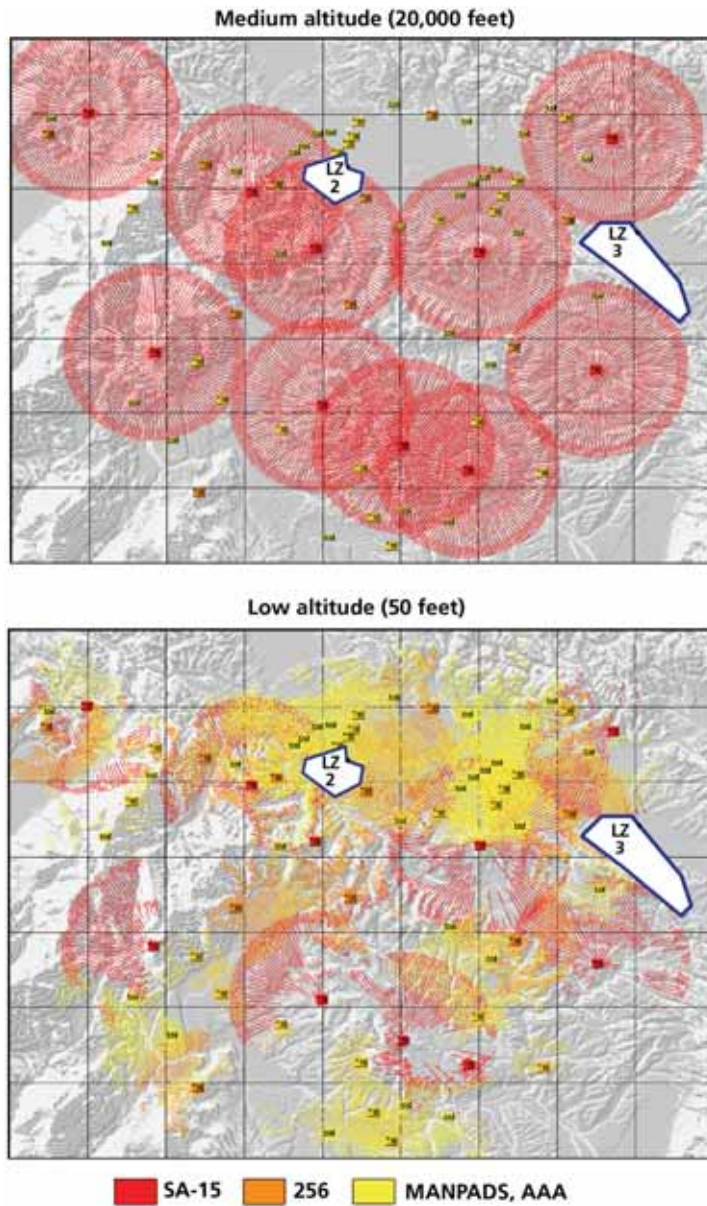 Medium altitude (20,000 feet)
LZ
2
LZ
3
Low altitude (50 feet)
LZ
2
LZ
3
SA-15
256
MANPADS, AAA